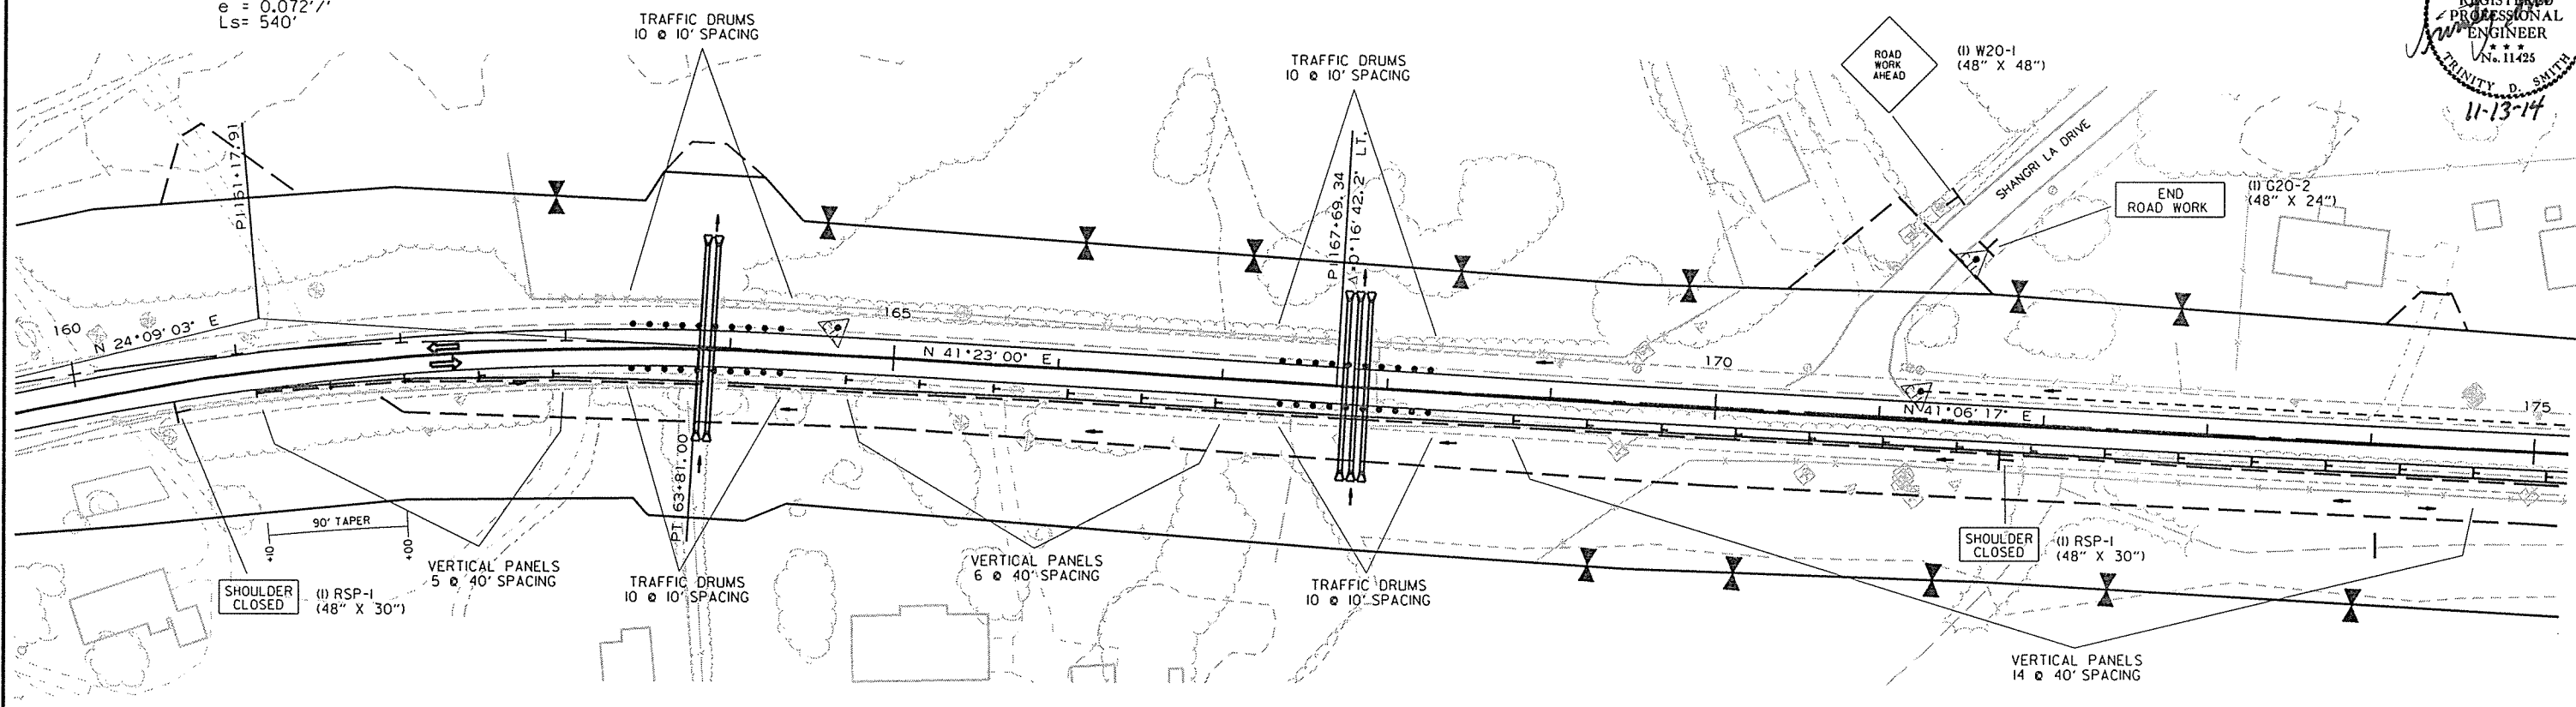 e = 0.072'/'
Ls= 540'
TRAFFIC DRUMS
10 @ 10' SPACING
TRAFFIC DRUMS
10 @ 10' SPACING
ROAD
WORK
AHEAD
(1) W20-1
(48" X 48")
REGISTERED
PROFESSIONAL
ENGINEER
No. 11425
TRINITY D. SMITH
11-13-14
SHANGRI LA DRIVE
END
ROAD WORK
(1) G20-2
(48" X 24")
PI 161+17.91
PI 167+69.34
Δ=0°16'42.2" LT.
160
N 24°09'03" E
165
N 41°23'00" E
170
N 41°06'17" E
175
PT 63+81.00
90' TAPER
+10
+00
SHOULDER
CLOSED
(1) RSP-1
(48" X 30")
VERTICAL PANELS
5 @ 40' SPACING
TRAFFIC DRUMS
10 @ 10' SPACING
VERTICAL PANELS
6 @ 40' SPACING
TRAFFIC DRUMS
10 @ 10' SPACING
SHOULDER
CLOSED
(1) RSP-1
(48" X 30")
VERTICAL PANELS
14 @ 40' SPACING